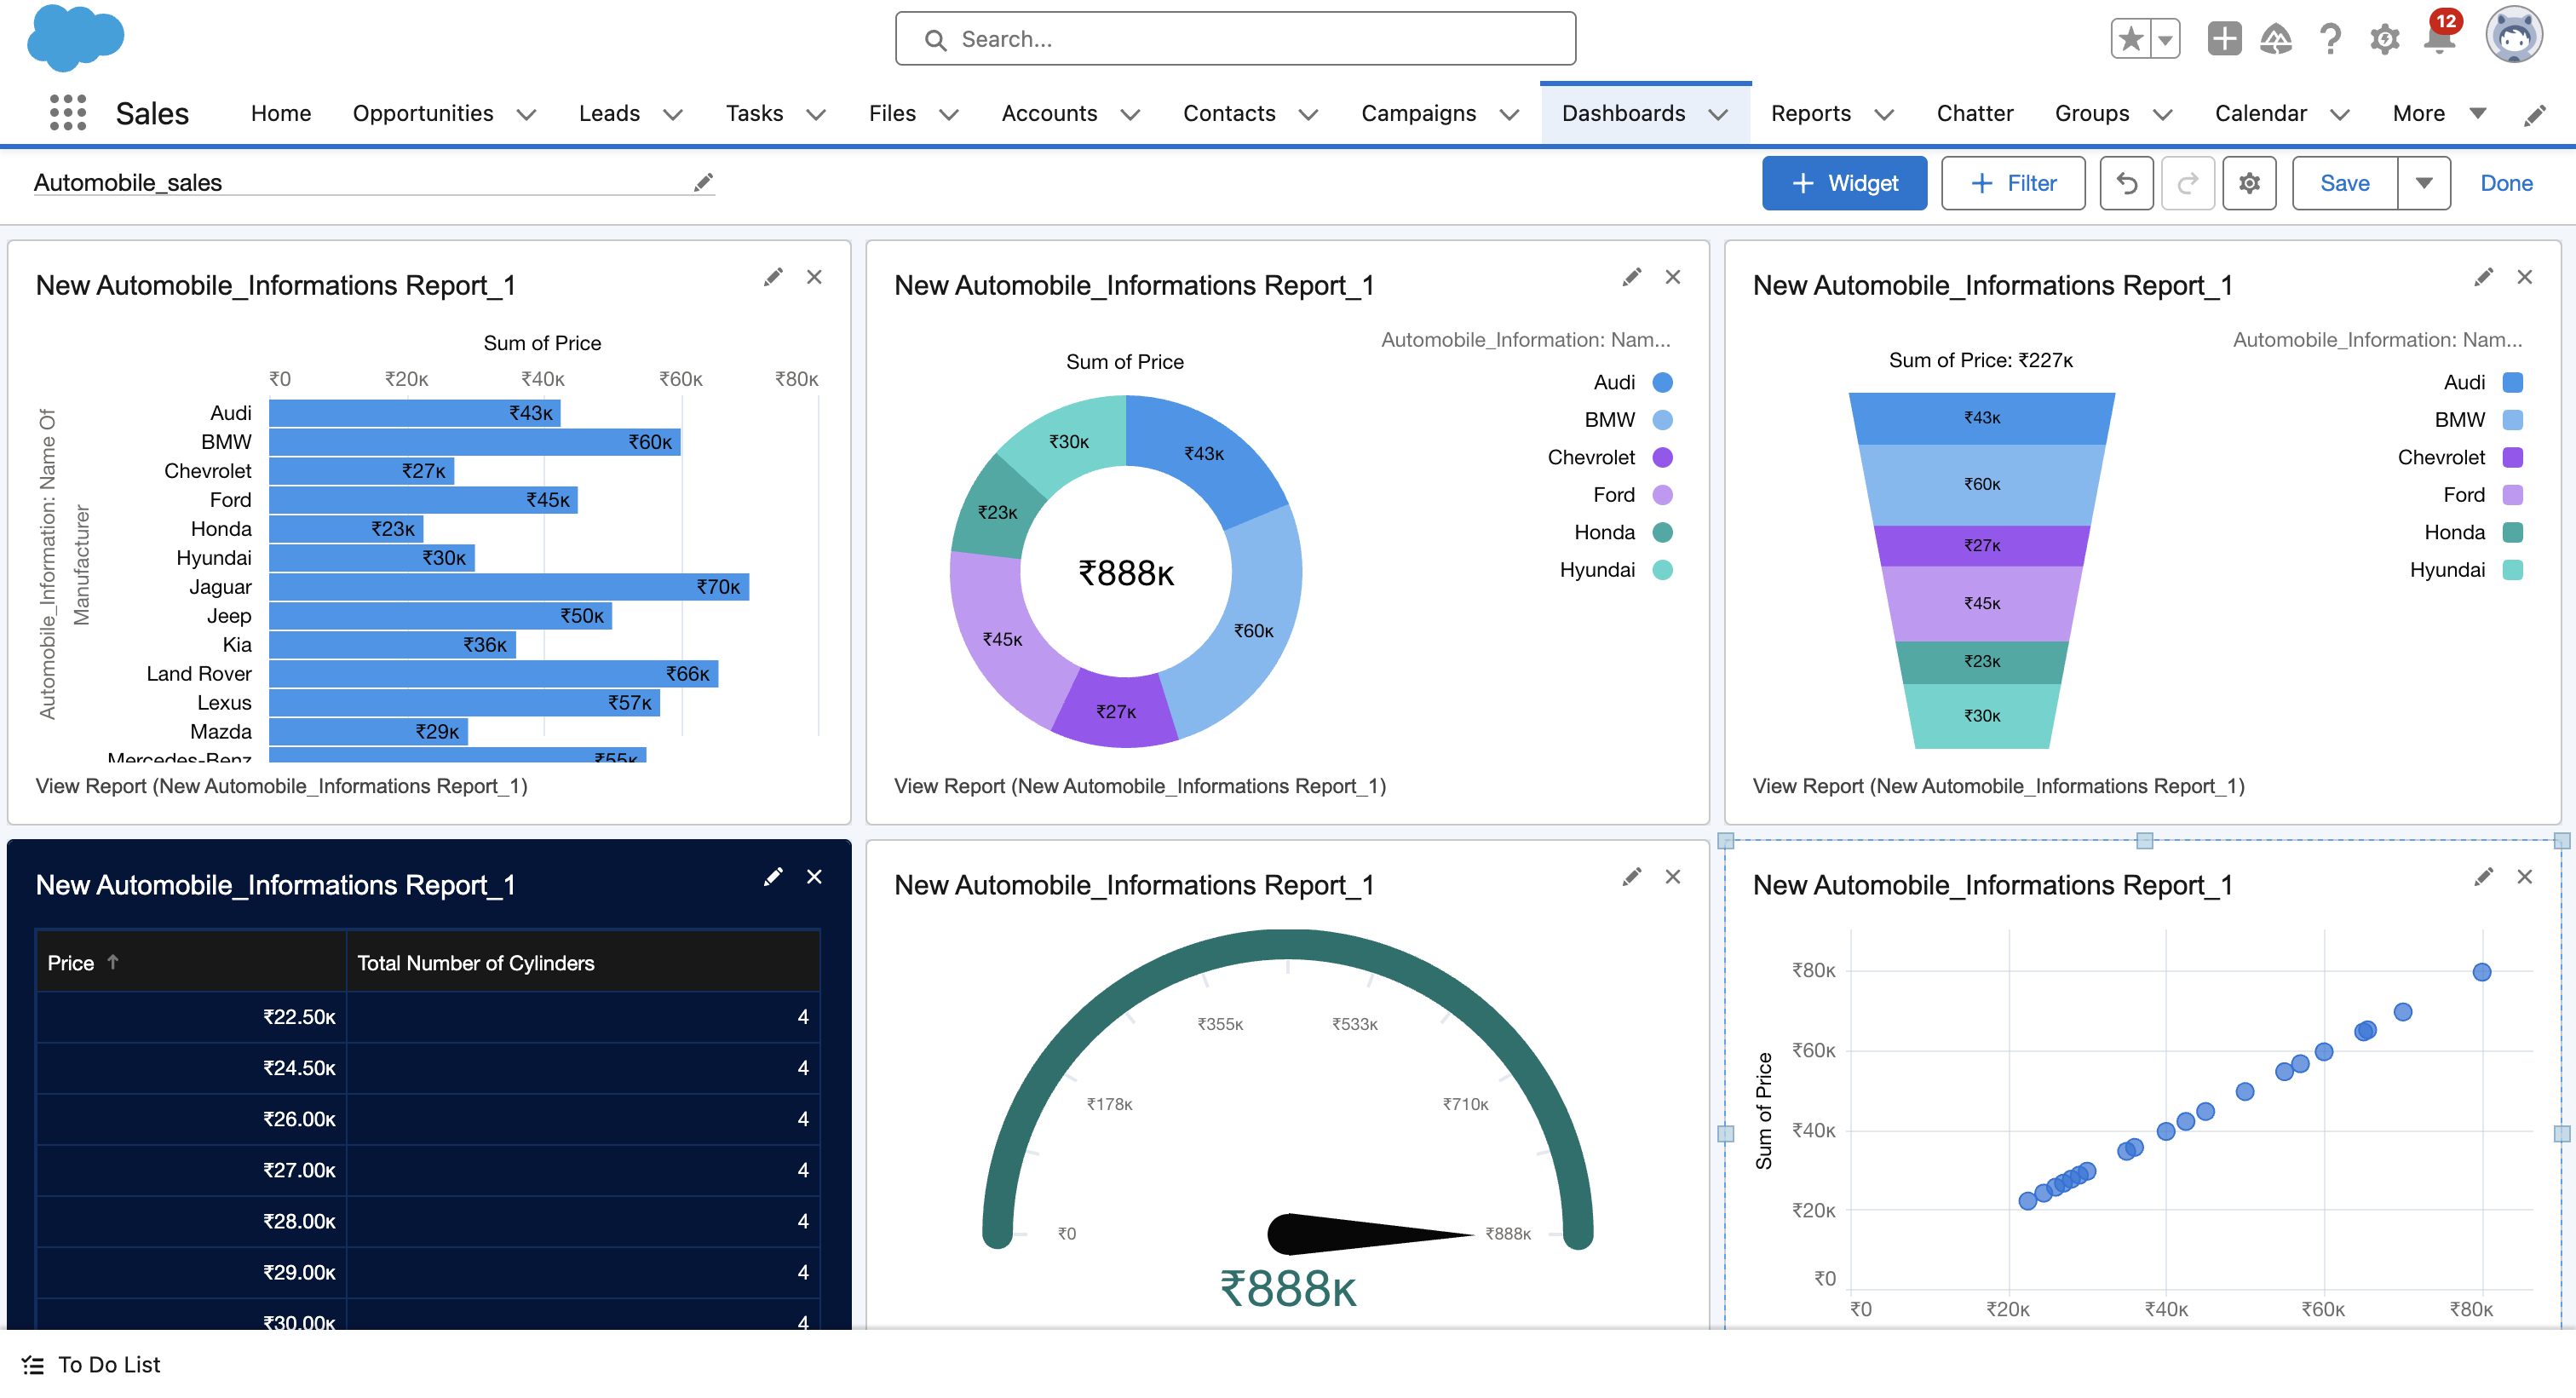 Search...
12
Sales
Home
Opportunities
Leads
Tasks
Files
Accounts
Contacts
Campaigns
Dashboards
Reports
Chatter
Groups
Calendar
More
Automobile_sales
+ Widget
+ Filter
Save
Done
New Automobile_Informations Report_1
Sum of Price
₹0 ₹20K ₹40K ₹60K ₹80K
Automobile_Information: Name Of
Manufacturer
Audi ₹43K
BMW ₹60K
Chevrolet ₹27K
Ford ₹45K
Honda ₹23K
Hyundai ₹30K
Jaguar ₹70K
Jeep ₹50K
Kia ₹36K
Land Rover ₹66K
Lexus ₹57K
Mazda ₹29K
Mercedes-Benz ₹55K
View Report (New Automobile_Informations Report_1)
New Automobile_Informations Report_1
Automobile_Information: Nam...
Sum of Price
Audi
BMW
Chevrolet
Ford
Honda
Hyundai
₹43K
₹60K
₹27K
₹45K
₹23K
₹30K
₹888K
View Report (New Automobile_Informations Report_1)
New Automobile_Informations Report_1
Automobile_Information: Nam...
Sum of Price: ₹227K
Audi
BMW
Chevrolet
Ford
Honda
Hyundai
₹43K
₹60K
₹27K
₹45K
₹23K
₹30K
View Report (New Automobile_Informations Report_1)
New Automobile_Informations Report_1
Price ↑ Total Number of Cylinders
₹22.50K 4
₹24.50K 4
₹26.00K 4
₹27.00K 4
₹28.00K 4
₹29.00K 4
₹30.00K 4
New Automobile_Informations Report_1
₹0
₹178K
₹355K
₹533K
₹710K
₹888K
₹888K
New Automobile_Informations Report_1
Sum of Price
₹80K
₹60K
₹40K
₹20K
₹0
₹0 ₹20K ₹40K ₹60K ₹80K
To Do List